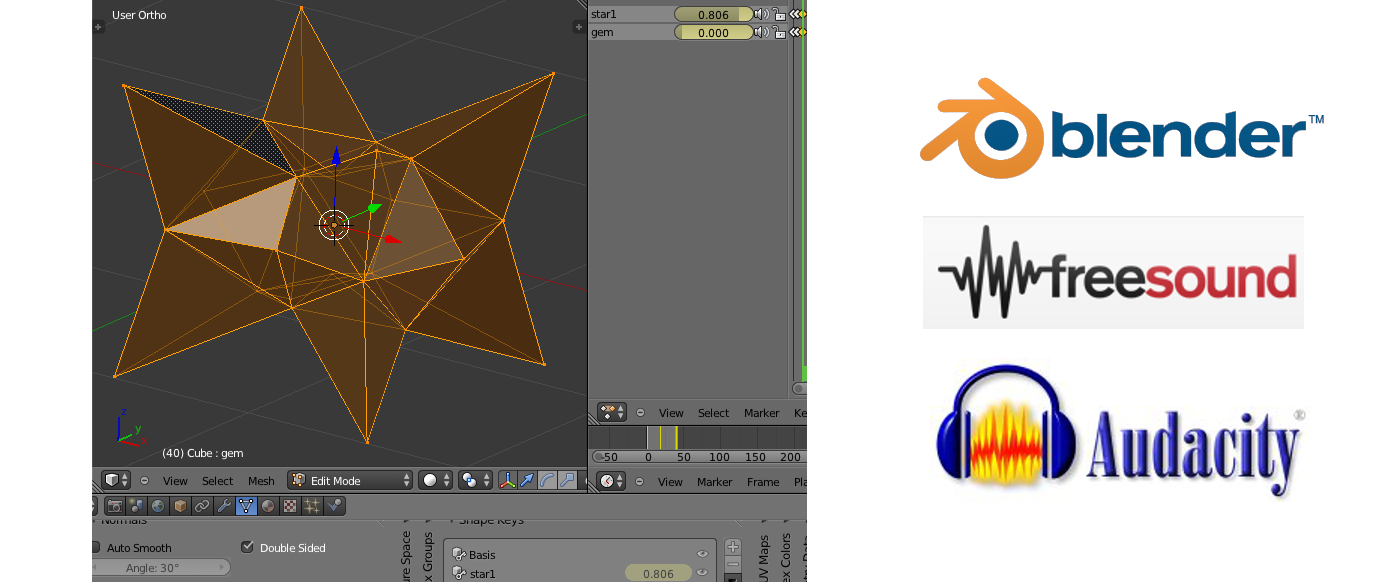 User Ortho
star1 0.806
gem 0.000
blender™
freesound
Audacity®
z
y
x
(40) Cube : gem
View Select Marker Ke
-50 0 50 100 150 200
View Select Mesh Edit Mode
View Marker Frame Pla
Normals
Auto Smooth Double Sided
Angle: 30°
Shape Keys
Basis
star1 0.806
ure Space
x Groups
UV Maps
ex Colors